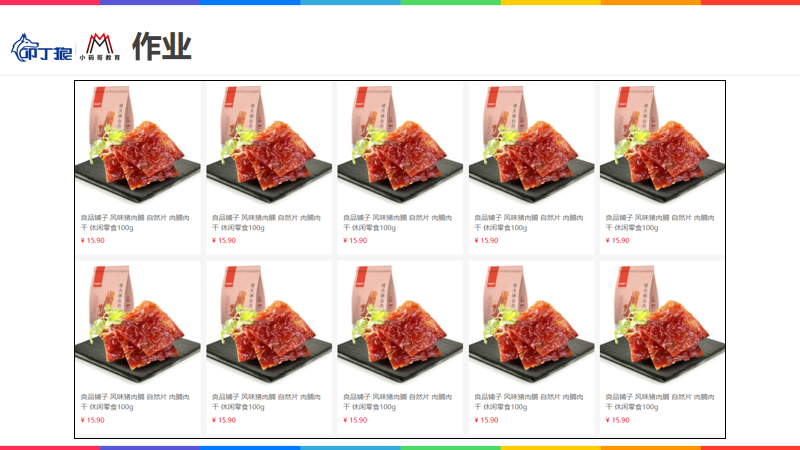 叩丁狼
小码哥教育
作业
良品铺子 风味猪肉脯 自然片 肉脯肉
干 休闲零食100g
¥ 15.90
良品铺子 风味猪肉脯 自然片 肉脯肉
干 休闲零食100g
¥ 15.90
良品铺子 风味猪肉脯 自然片 肉脯肉
干 休闲零食100g
¥ 15.90
良品铺子 风味猪肉脯 自然片 肉脯肉
干 休闲零食100g
¥ 15.90
良品铺子 风味猪肉脯 自然片 肉脯肉
干 休闲零食100g
¥ 15.90
良品铺子 风味猪肉脯 自然片 肉脯肉
干 休闲零食100g
¥ 15.90
良品铺子 风味猪肉脯 自然片 肉脯肉
干 休闲零食100g
¥ 15.90
良品铺子 风味猪肉脯 自然片 肉脯肉
干 休闲零食100g
¥ 15.90
良品铺子 风味猪肉脯 自然片 肉脯肉
干 休闲零食100g
¥ 15.90
良品铺子 风味猪肉脯 自然片 肉脯肉
干 休闲零食100g
¥ 15.90